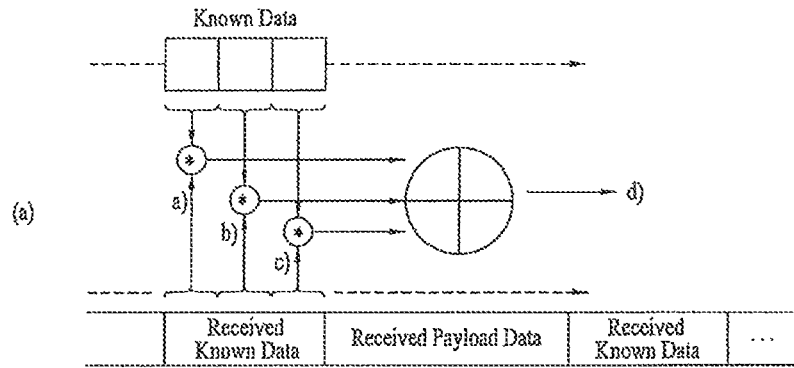 Known Data
*
a)
*
b)
*
c)
d)
(a)
Received
Known Data
Received Payload Data
Received
Known Data
...